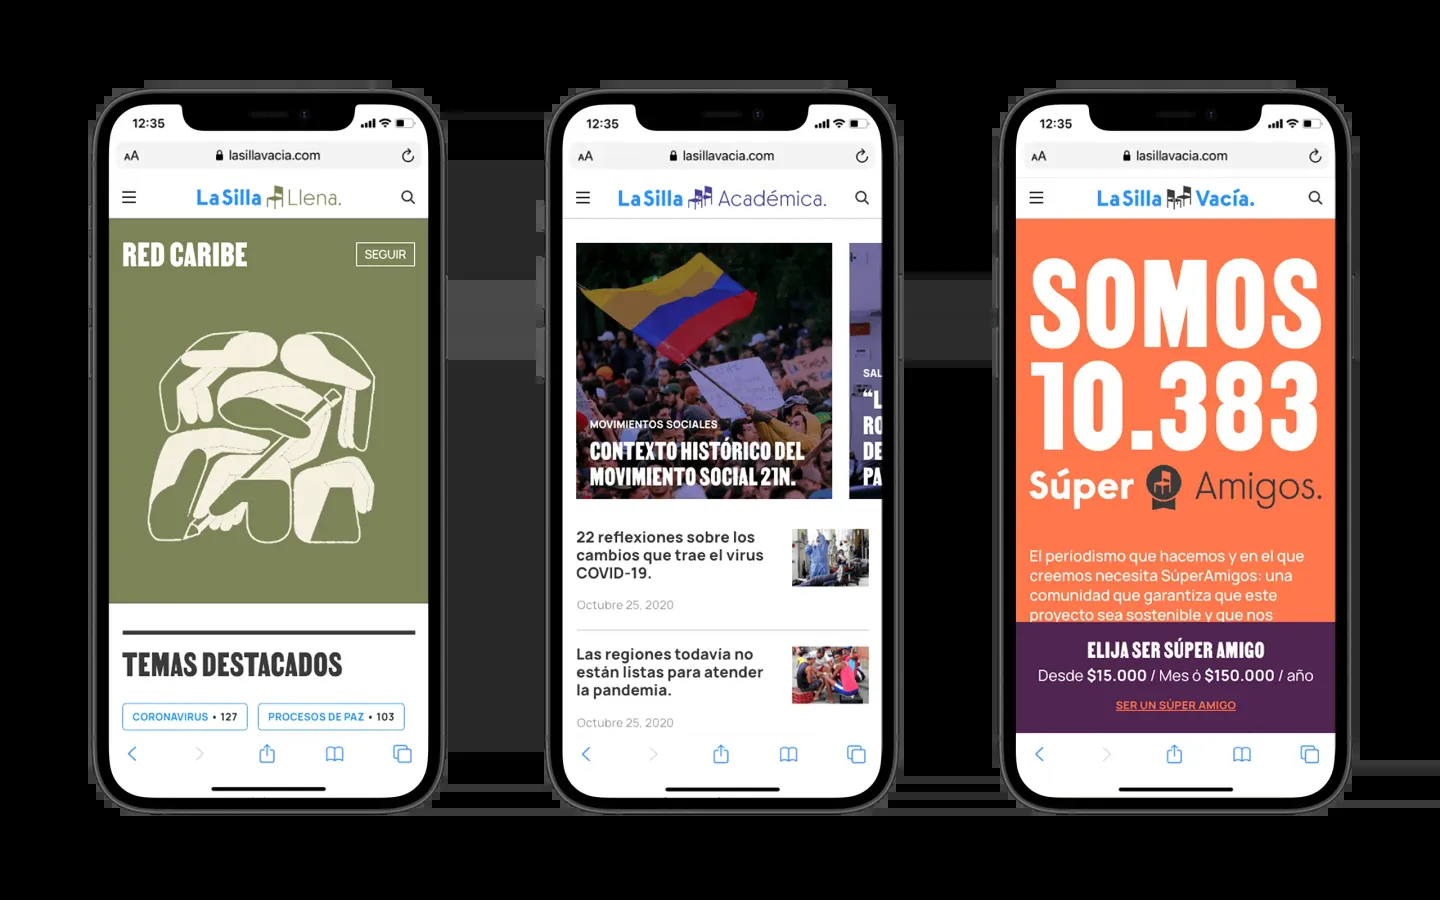 12:35
AA
lasillavacia.com
La Silla Llena.
RED CARIBE
SEGUIR
TEMAS DESTACADOS
CORONAVIRUS • 127
PROCESOS DE PAZ • 103
12:35
AA
lasillavacia.com
La Silla Académica.
MOVIMIENTOS SOCIALES
CONTEXTO HISTÓRICO DEL
MOVIMIENTO SOCIAL 21N.
SAL
“L
RO
DE
PA
22 reflexiones sobre los
cambios que trae el virus
COVID-19.
Octubre 25, 2020
Las regiones todavía no
están listas para atender
la pandemia.
Octubre 25, 2020
12:35
AA
lasillavacia.com
La Silla Vacía.
SOMOS
10.383
Súper Amigos.
El periodismo que hacemos y en el que
creemos necesita SúperAmigos: una
comunidad que garantiza que este
proyecto sea sostenible y que nos
ELIJA SER SÚPER AMIGO
Desde $15.000 / Mes ó $150.000 / año
SER UN SÚPER AMIGO